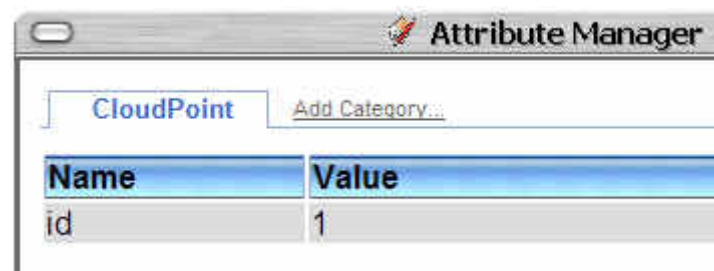 Attribute Manager
CloudPoint Add Category...
Name Value
id 1